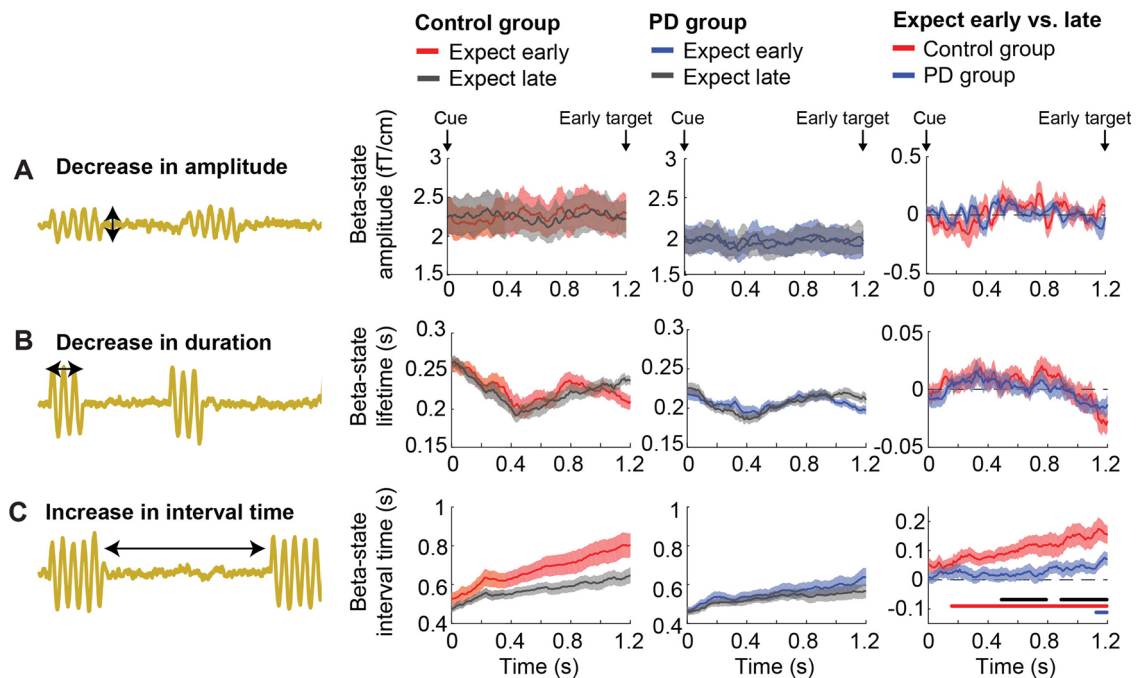 Control group
Expect early
Expect late
PD group
Expect early
Expect late
Expect early vs. late
Control group
PD group
A
Decrease in amplitude
Beta-state
amplitude (fT/cm)
Cue
Early target
3
2.5
2
1.5
0
0.4
0.8
1.2
Cue
Early target
3
2.5
2
1.5
0
0.4
0.8
1.2
Cue
Early target
0.5
0
-0.5
0
0.4
0.8
1.2
B
Decrease in duration
Beta-state
lifetime (s)
0.3
0.25
0.2
0.15
0
0.4
0.8
1.2
0.3
0.25
0.2
0.15
0
0.4
0.8
1.2
0.05
0
-0.05
0
0.4
0.8
1.2
C
Increase in interval time
Beta-state
interval time (s)
1
0.8
0.6
0.4
0
0.4
0.8
1.2
Time (s)
1
0.8
0.6
0.4
0
0.4
0.8
1.2
Time (s)
0.2
0.1
0
-0.1
0
0.4
0.8
1.2
Time (s)